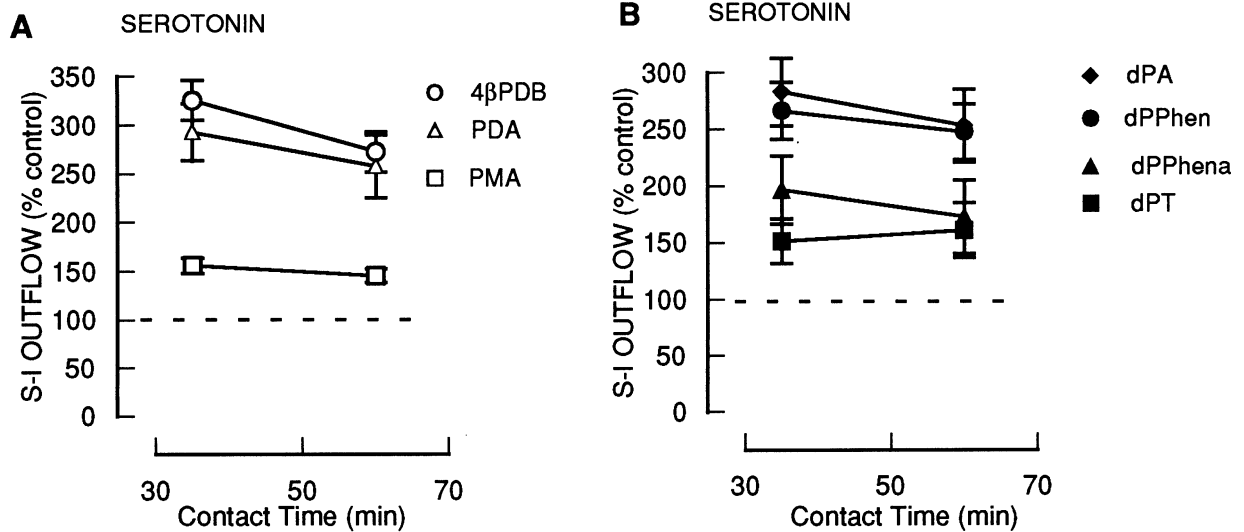 A
SEROTONIN
S-I OUTFLOW (% control)
350
300
250
200
150
100
50
0
30 50 70
Contact Time (min)
4βPDB
PDA
PMA
B
SEROTONIN
S-I OUTFLOW (% control)
300
250
200
150
100
50
0
30 50 70
Contact Time (min)
dPA
dPPhen
dPPhena
dPT